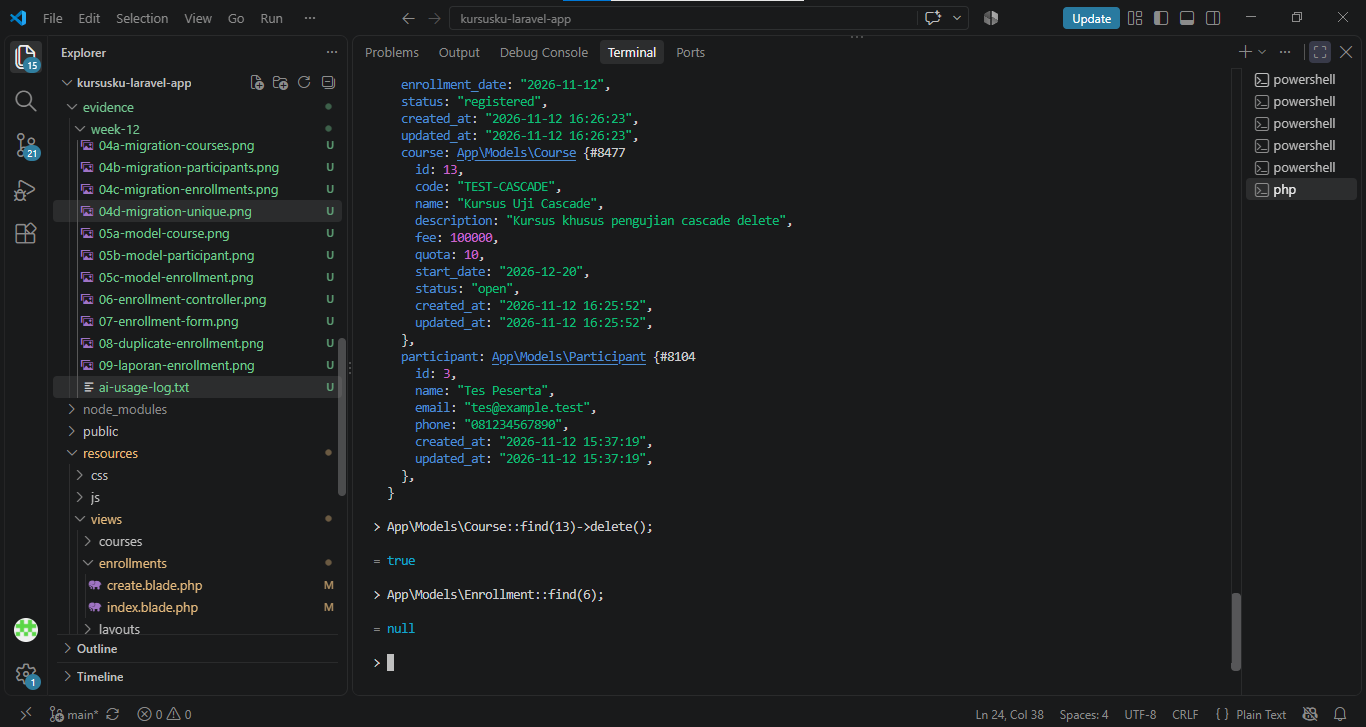 File Edit Selection View Go Run ···
kursusku-laravel-app
Update
Explorer
kursusku-laravel-app
evidence
week-12
04a-migration-courses.png U
04b-migration-participants.png U
04c-migration-enrollments.png U
04d-migration-unique.png U
05a-model-course.png U
05b-model-participant.png U
05c-model-enrollment.png U
06-enrollment-controller.png U
07-enrollment-form.png U
08-duplicate-enrollment.png U
09-laporan-enrollment.png U
ai-usage-log.txt U
node_modules
public
resources
css
js
views
courses
enrollments
create.blade.php M
index.blade.php M
layouts
Outline
Timeline
15
21
1
Problems Output Debug Console Terminal Ports
enrollment_date: "2026-11-12",
status: "registered",
created_at: "2026-11-12 16:26:23",
updated_at: "2026-11-12 16:26:23",
course: App\Models\Course {#8477
id: 13,
code: "TEST-CASCADE",
name: "Kursus Uji Cascade",
description: "Kursus khusus pengujian cascade delete",
fee: 100000,
quota: 10,
start_date: "2026-12-20",
status: "open",
created_at: "2026-11-12 16:25:52",
updated_at: "2026-11-12 16:25:52",
},
participant: App\Models\Participant {#8104
id: 3,
name: "Tes Peserta",
email: "tes@example.test",
phone: "081234567890",
created_at: "2026-11-12 15:37:19",
updated_at: "2026-11-12 15:37:19",
},
}
> App\Models\Course::find(13)->delete();
= true
> App\Models\Enrollment::find(6);
= null
>
powershell
powershell
powershell
powershell
powershell
php
main* 0 0
Ln 24, Col 38 Spaces: 4 UTF-8 CRLF { } Plain Text